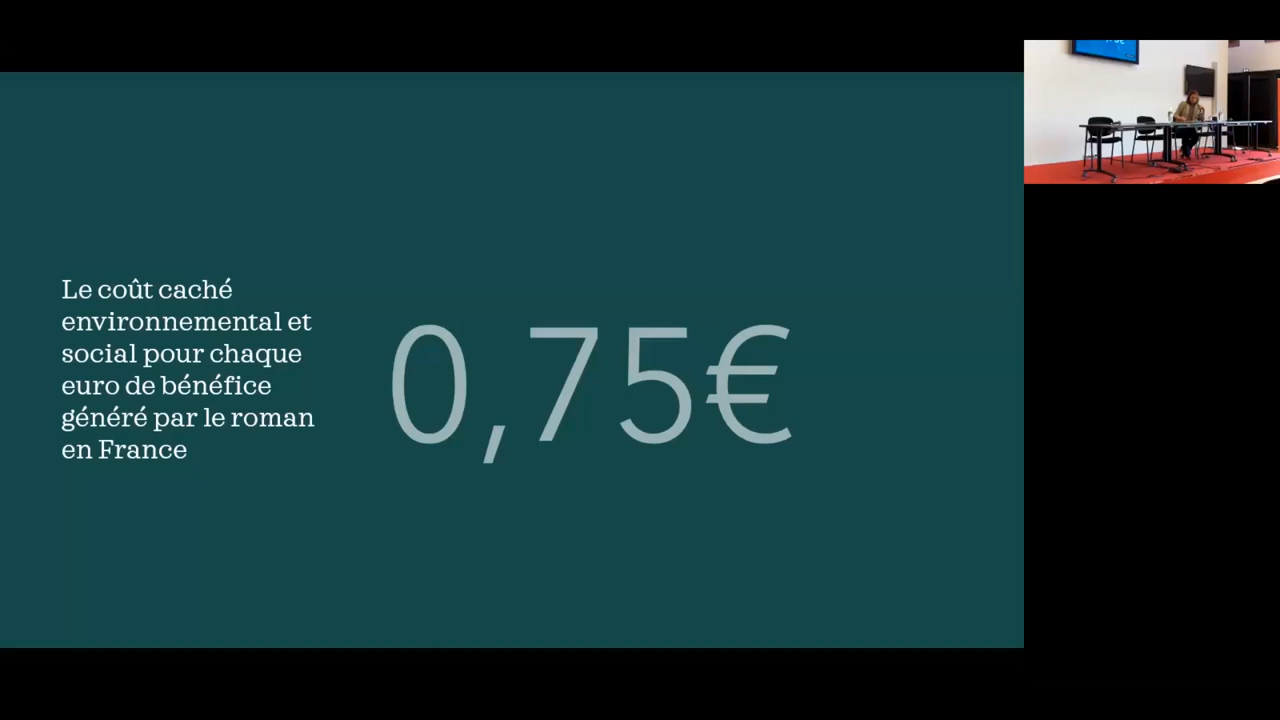 Le coût caché
environnemental et
social pour chaque
euro de bénéfice
généré par le roman
en France
0,75€